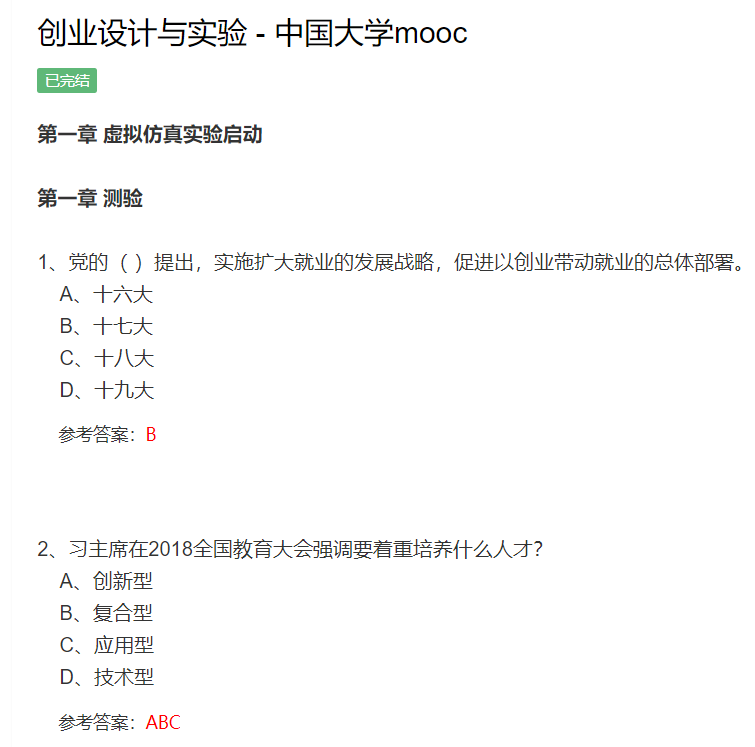 创业设计与实验 - 中国大学mooc
已完结
第一章 虚拟仿真实验启动
第一章 测验
1、党的（ ）提出，实施扩大就业的发展战略，促进以创业带动就业的总体部署。
A、十六大
B、十七大
C、十八大
D、十九大
参考答案：B
2、习主席在2018全国教育大会强调要着重培养什么人才？
A、创新型
B、复合型
C、应用型
D、技术型
参考答案：ABC